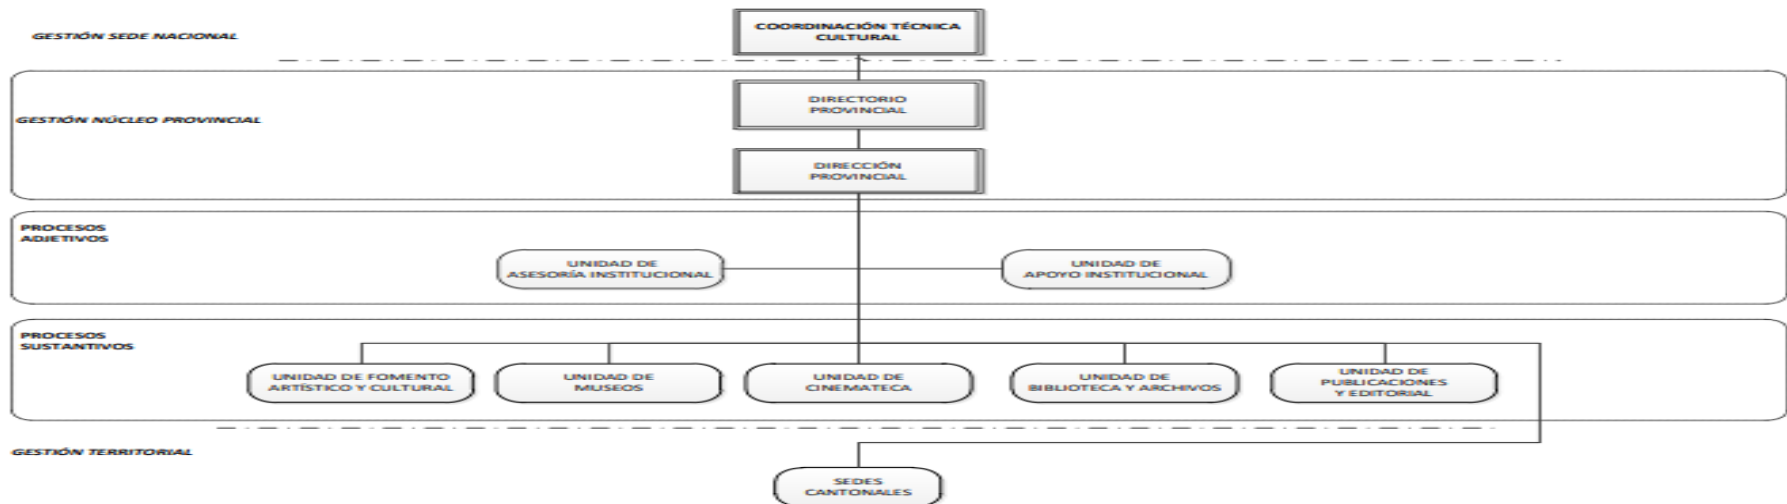 GESTIÓN SEDE NACIONAL
COORDINACIÓN TÉCNICA
CULTURAL
GESTIÓN NÚCLEO PROVINCIAL
DIRECTORIO
PROVINCIAL
DIRECCIÓN
PROVINCIAL
PROCESOS
ADJETIVOS
UNIDAD DE
ASESORÍA INSTITUCIONAL
UNIDAD DE
APOYO INSTITUCIONAL
PROCESOS
SUSTANTIVOS
UNIDAD DE FOMENTO
ARTÍSTICO Y CULTURAL
UNIDAD DE
MUSEOS
UNIDAD DE
CINEMATECA
UNIDAD DE
BIBLIOTECA Y ARCHIVOS
UNIDAD DE
PUBLICACIONES
Y EDITORIAL
GESTIÓN TERRITORIAL
SEDES
CANTONALES